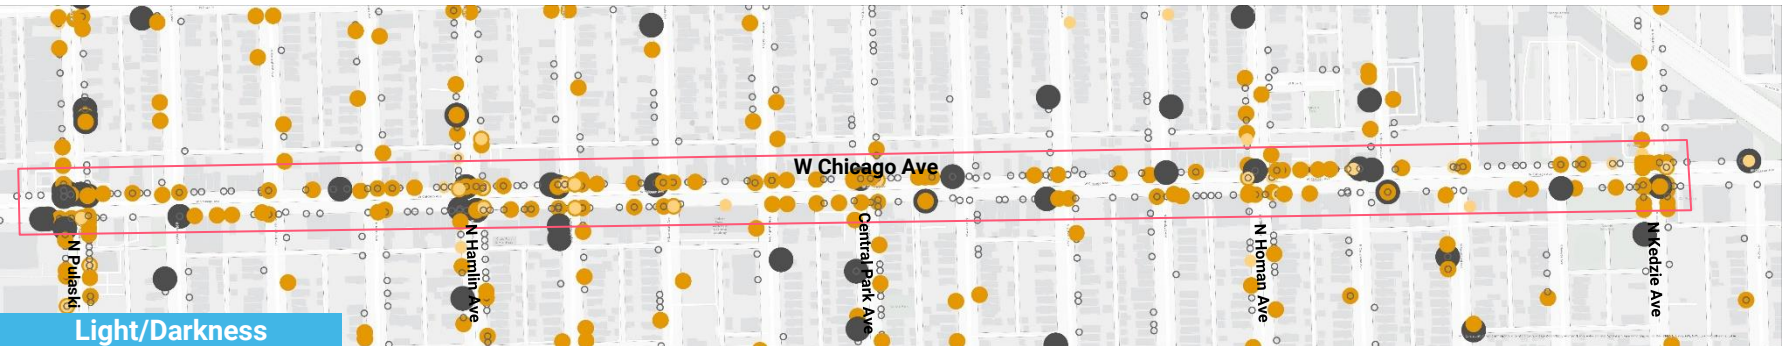 W Chicago Ave
N Pulaski
N Hamlin Ave
Central Park Ave
N Homan Ave
N Kedzie Ave
Light/Darkness